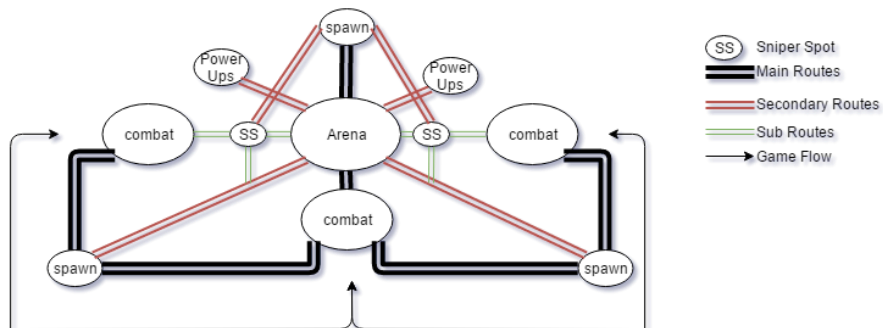 spawn
Power
Ups
Power
Ups
SS
Sniper Spot
Main Routes
Secondary Routes
Sub Routes
Game Flow
combat
SS
Arena
SS
combat
combat
spawn
spawn